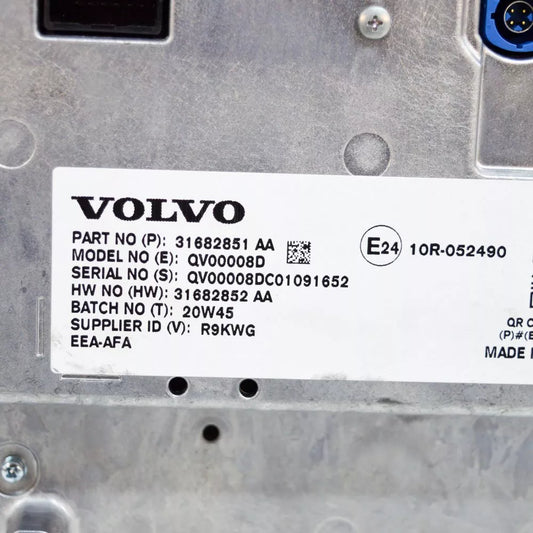 VOLVO
PART NO (P): 31682851 AA
MODEL NO (E): QV00008D
SERIAL NO (S): QV00008DC01091652
HW NO (HW): 31682852 AA
BATCH NO (T): 20W45
SUPPLIER ID (V): R9KWG
EEA-AFA
E24 10R-052490
QR C
(P)#(E
MADE